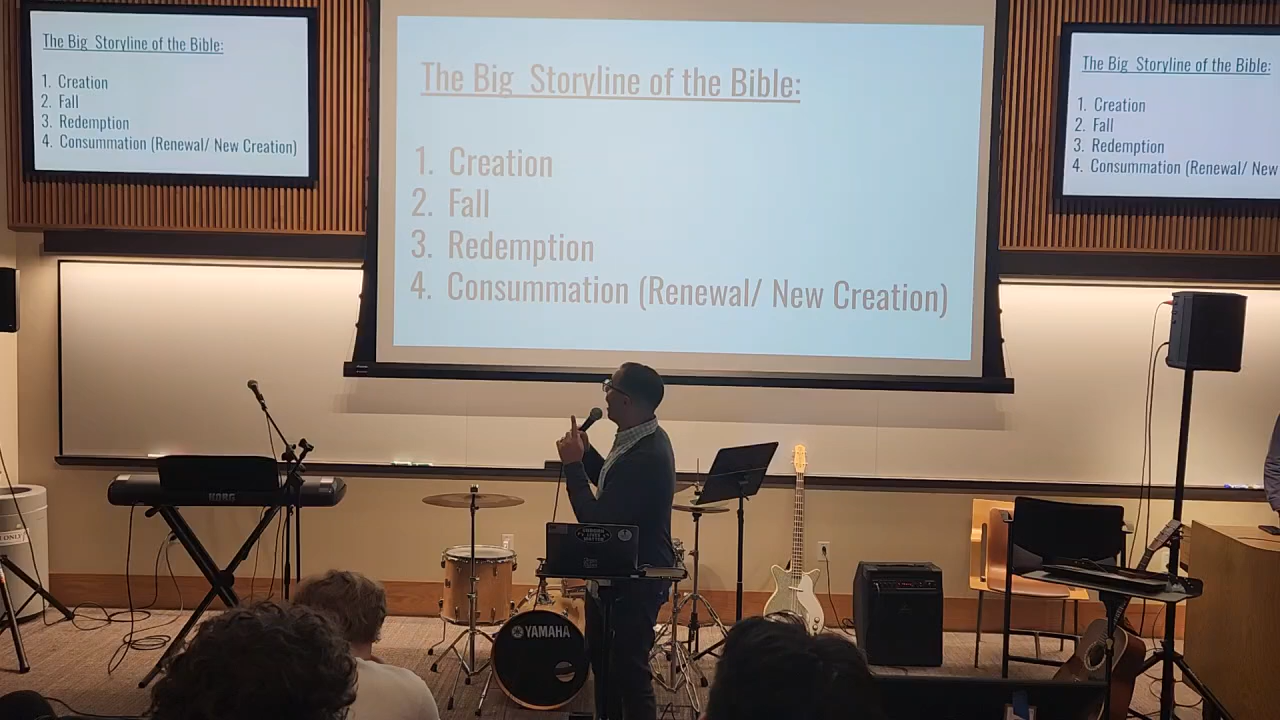 The Big Storyline of the Bible:
1. Creation
2. Fall
3. Redemption
4. Consummation (Renewal/ New Creation)
The Big Storyline of the Bible:
1. Creation
2. Fall
3. Redemption
4. Consummation (Renewal/ New Creation)
The Big Storyline of the Bible:
1. Creation
2. Fall
3. Redemption
4. Consummation (Renewal/ New
KORG
YAMAHA
ONLY